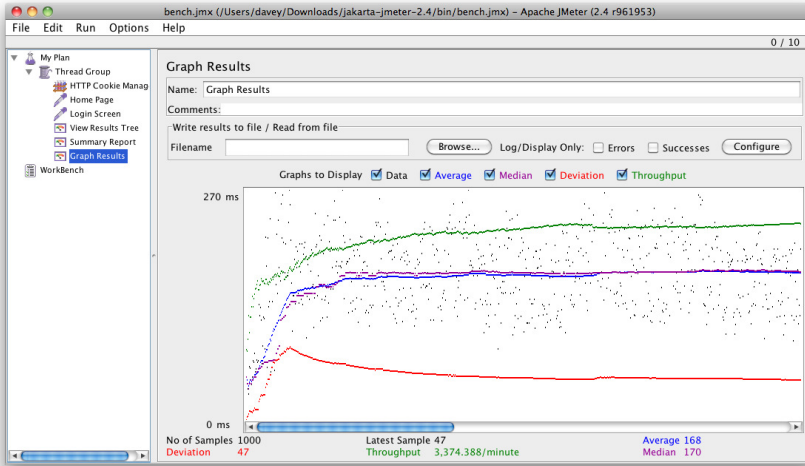 bench.jmx (/Users/davey/Downloads/jakarta-jmeter-2.4/bin/bench.jmx) – Apache JMeter (2.4 r961953)
File Edit Run Options Help
0 / 10
My Plan
Thread Group
HTTP Cookie Manag
Home Page
Login Screen
View Results Tree
Summary Report
Graph Results
WorkBench
Graph Results
Name: Graph Results
Comments:
Write results to file / Read from file
Filename Browse... Log/Display Only: Errors Successes Configure
Graphs to Display Data Average Median Deviation Throughput
270 ms
0 ms
No of Samples 1000 Latest Sample 47 Average 168
Deviation 47 Throughput 3,374.388/minute Median 170